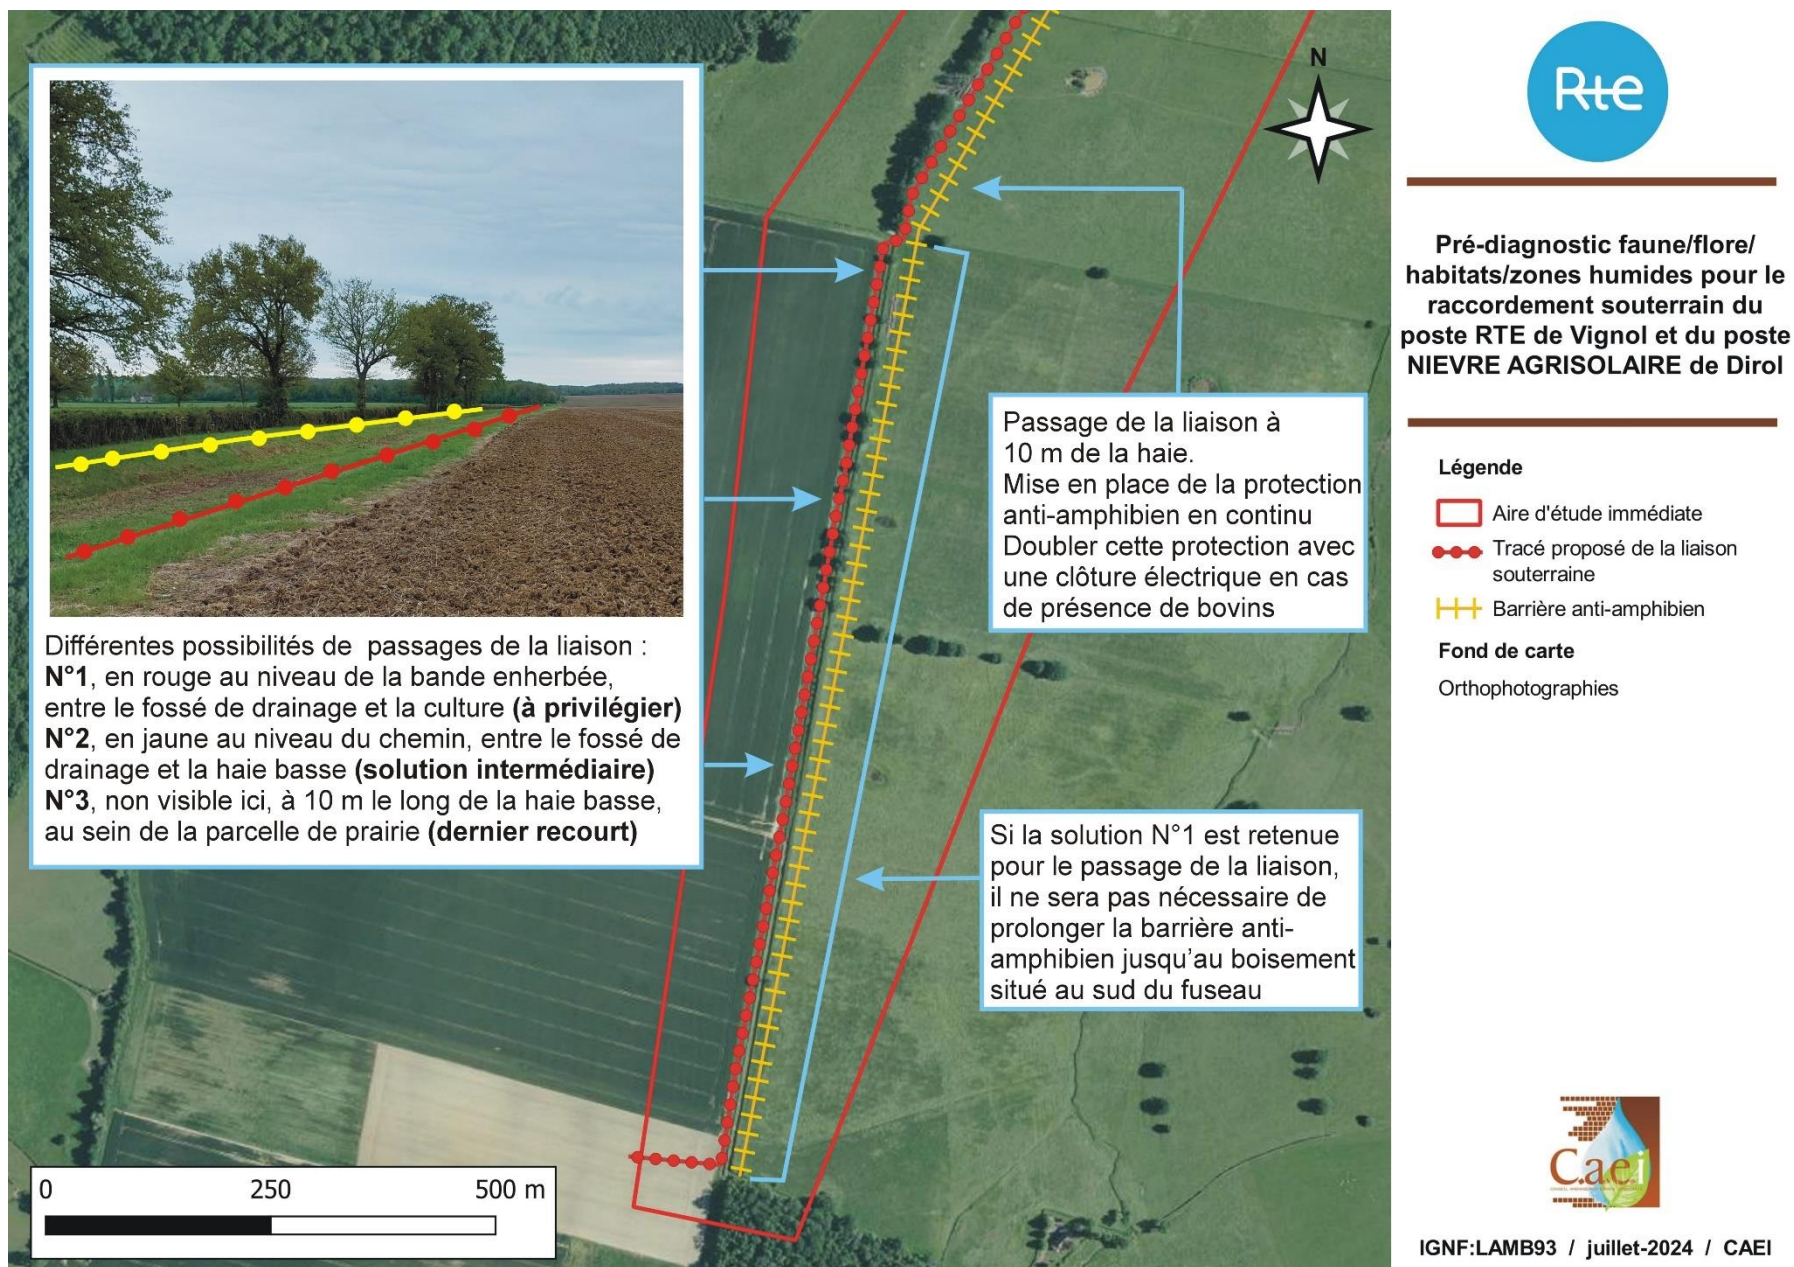 N
Différentes possibilités de passages de la liaison :
N°1, en rouge au niveau de la bande enherbée,
entre le fossé de drainage et la culture (à privilégier)
N°2, en jaune au niveau du chemin, entre le fossé de
drainage et la haie basse (solution intermédiaire)
N°3, non visible ici, à 10 m le long de la haie basse,
au sein de la parcelle de prairie (dernier recourt)
Passage de la liaison à
10 m de la haie.
Mise en place de la protection
anti-amphibien en continu
Doubler cette protection avec
une clôture électrique en cas
de présence de bovins
Si la solution N°1 est retenue
pour le passage de la liaison,
il ne sera pas nécessaire de
prolonger la barrière anti-
amphibien jusqu'au boisement
situé au sud du fuseau
0 250 500 m
Rte
Pré-diagnostic faune/flore/
habitats/zones humides pour le
raccordement souterrain du
poste RTE de Vignol et du poste
NIEVRE AGRISOLAIRE de Dirol
Légende
Aire d'étude immédiate
Tracé proposé de la liaison
souterraine
Barrière anti-amphibien
Fond de carte
Orthophotographies
C.a.e.i
IGNF:LAMB93 / juillet-2024 / CAEI